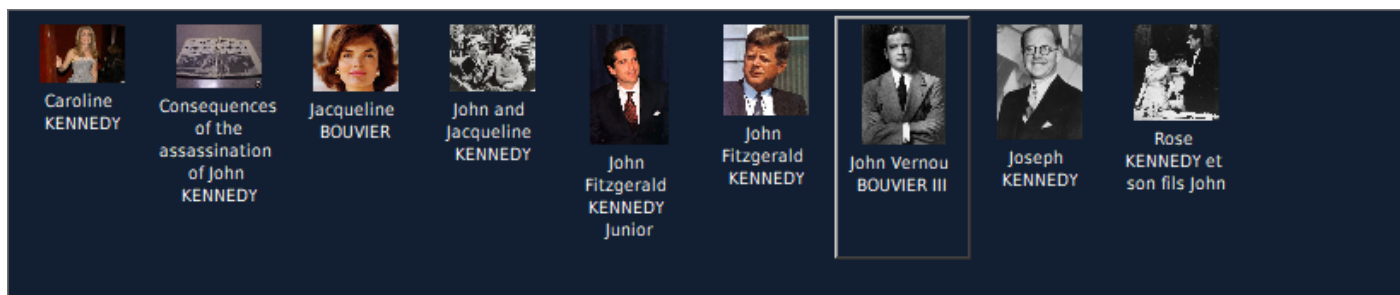 Caroline
KENNEDY
Consequences
of the
assassination
of John
KENNEDY
Jacqueline
BOUVIER
John and
Jacqueline
KENNEDY
John
Fitzgerald
KENNEDY
Junior
John
Fitzgerald
KENNEDY
John Vernou
BOUVIER III
Joseph
KENNEDY
Rose
KENNEDY et
son fils John